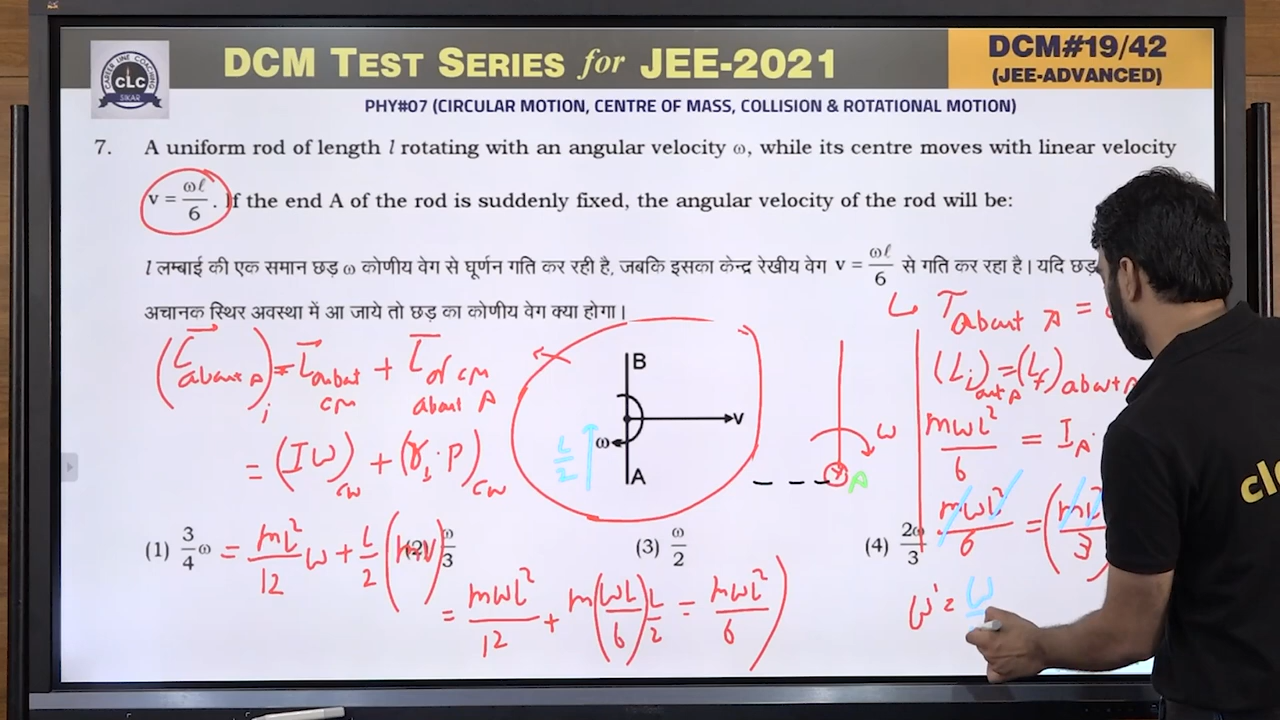 DCM TEST SERIES for JEE-2021
DCM#19/42
(JEE-ADVANCED)
CAREER LINE COACHING
CLC
SIKAR
PHY#07 (CIRCULAR MOTION, CENTRE OF MASS, COLLISION & ROTATIONAL MOTION)
7. A uniform rod of length l rotating with an angular velocity ω, while its centre moves with linear velocity
v = ωℓ/6 . If the end A of the rod is suddenly fixed, the angular velocity of the rod will be:
l लम्बाई की एक समान छड़ ω कोणीय वेग से घूर्णन गति कर रही है, जबकि इसका केन्द्र रेखीय वेग v = ωℓ/6 से गति कर रहा है। यदि छड़
अचानक स्थिर अवस्था में आ जाये तो छड़ का कोणीय वेग क्या होगा।
(L about A)i = L about cm + L of cm about A
= (Iω)cw + (r⊥·P)cw
B
v
ω
A
L/2
ω
A
τ about A =
(Li) about A = (Lf) about A
mωL²/6 = IA.
mωL²/6 = (mL²/3)
ω' = ω
(1) 3/4 ω
(2) ω/3
(3) ω/2
(4) 2ω/3
= mL²/12 ω + L/2 (mv)
= mωL²/12 + m(ωL/6) L/2 = mωL²/6)
cl